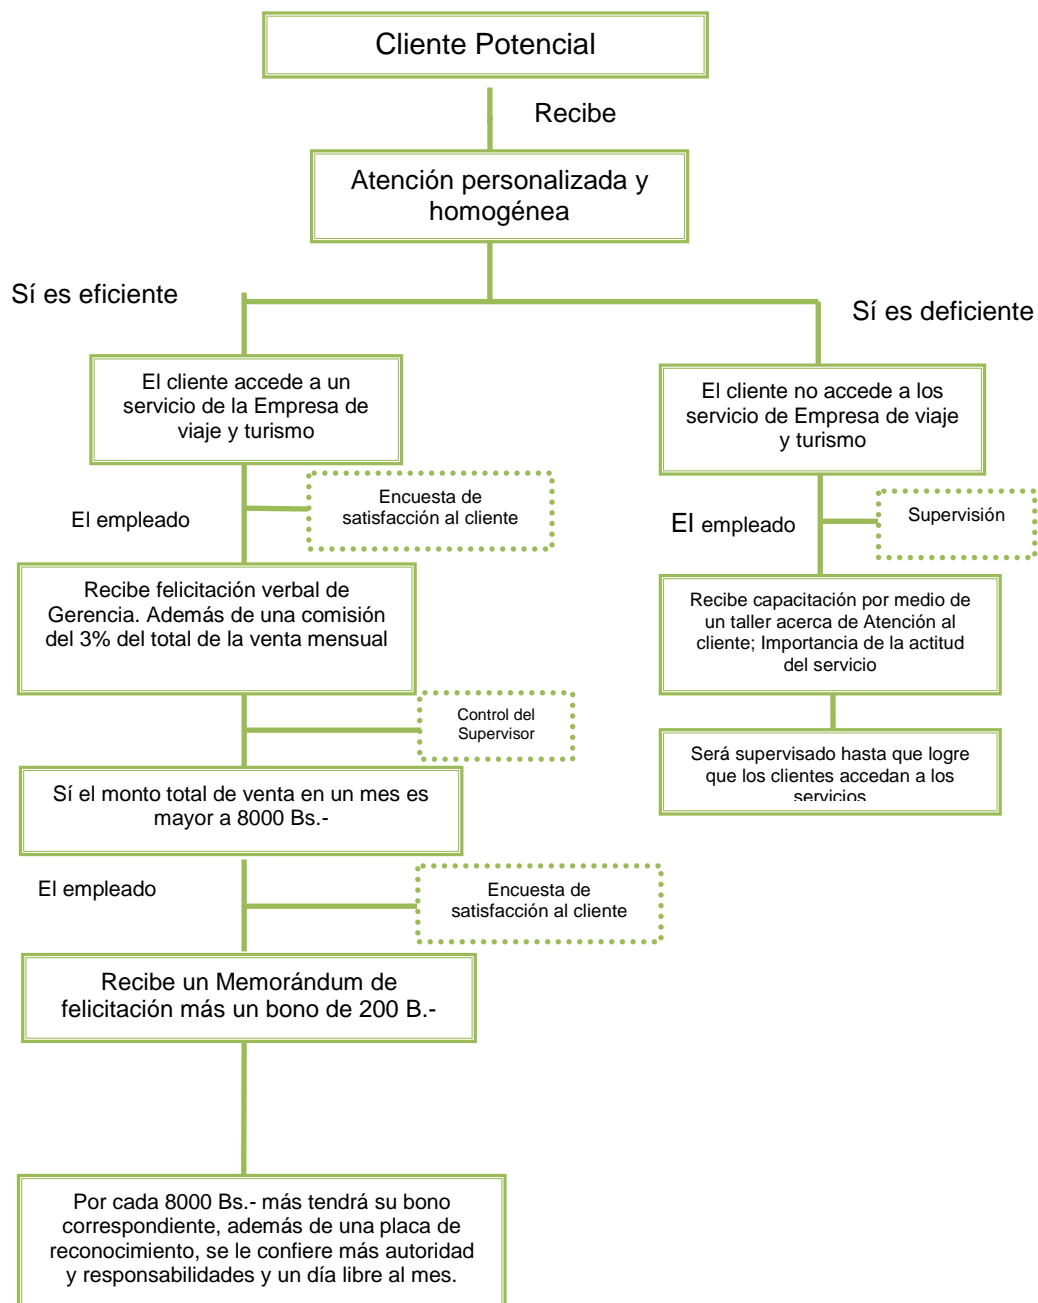 Cliente Potencial
Recibe
Atención personalizada y
homogénea
Sí es eficiente
Sí es deficiente
El cliente accede a un
servicio de la Empresa de
viaje y turismo
El cliente no accede a los
servicio de Empresa de viaje
y turismo
El empleado
Encuesta de
satisfacción al cliente
El empleado
Supervisión
Recibe felicitación verbal de
Gerencia. Además de una comisión
del 3% del total de la venta mensual
Recibe capacitación por medio de
un taller acerca de Atención al
cliente; Importancia de la actitud
del servicio
Control del
Supervisor
Será supervisado hasta que logre
que los clientes accedan a los
servicios
Sí el monto total de venta en un mes es
mayor a 8000 Bs.-
El empleado
Encuesta de
satisfacción al cliente
Recibe un Memorándum de
felicitación más un bono de 200 B.-
Por cada 8000 Bs.- más tendrá su bono
correspondiente, además de una placa de
reconocimiento, se le confiere más autoridad
y responsabilidades y un día libre al mes.